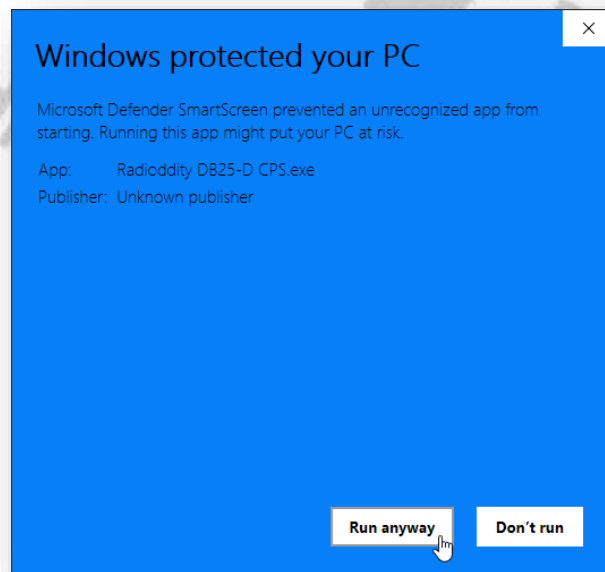 Windows protected your PC
Microsoft Defender SmartScreen prevented an unrecognized app from
starting. Running this app might put your PC at risk.
App: Radioddity DB25-D CPS.exe
Publisher: Unknown publisher
Run anyway Don't run